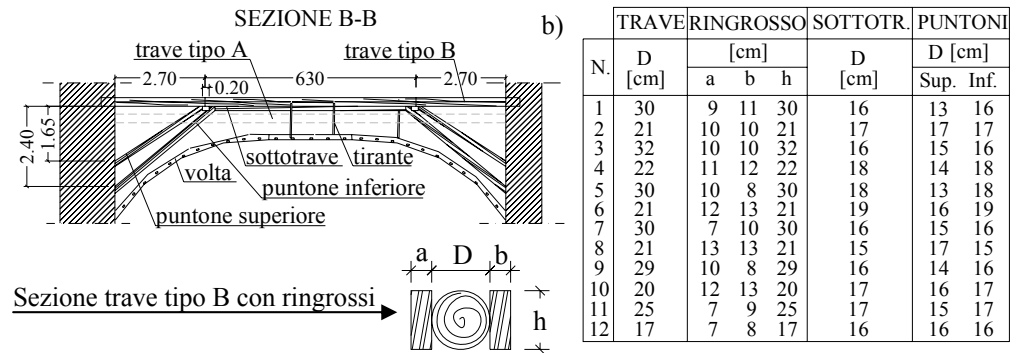 SEZIONE B-B
b)
trave tipo A
trave tipo B
2.70
630
2.70
0.20
2.40
1.65
sottotrave
tirante
volta
puntone inferiore
puntone superiore
a D b
Sezione trave tipo B con ringrossi
h
TRAVE RINGROSSO SOTTOTR. PUNTONI
N. D [cm] D D [cm]
[cm] a b h [cm] Sup. Inf.
1 30 9 11 30 16 13 16
2 21 10 10 21 17 17 17
3 32 10 10 32 16 15 16
4 22 11 12 22 18 14 18
5 30 10 8 30 18 13 18
6 21 12 13 21 19 16 19
7 30 7 10 30 16 15 16
8 21 13 13 21 15 17 15
9 29 10 8 29 16 14 16
10 20 12 13 20 17 16 17
11 25 7 9 25 17 15 17
12 17 7 8 17 16 16 16